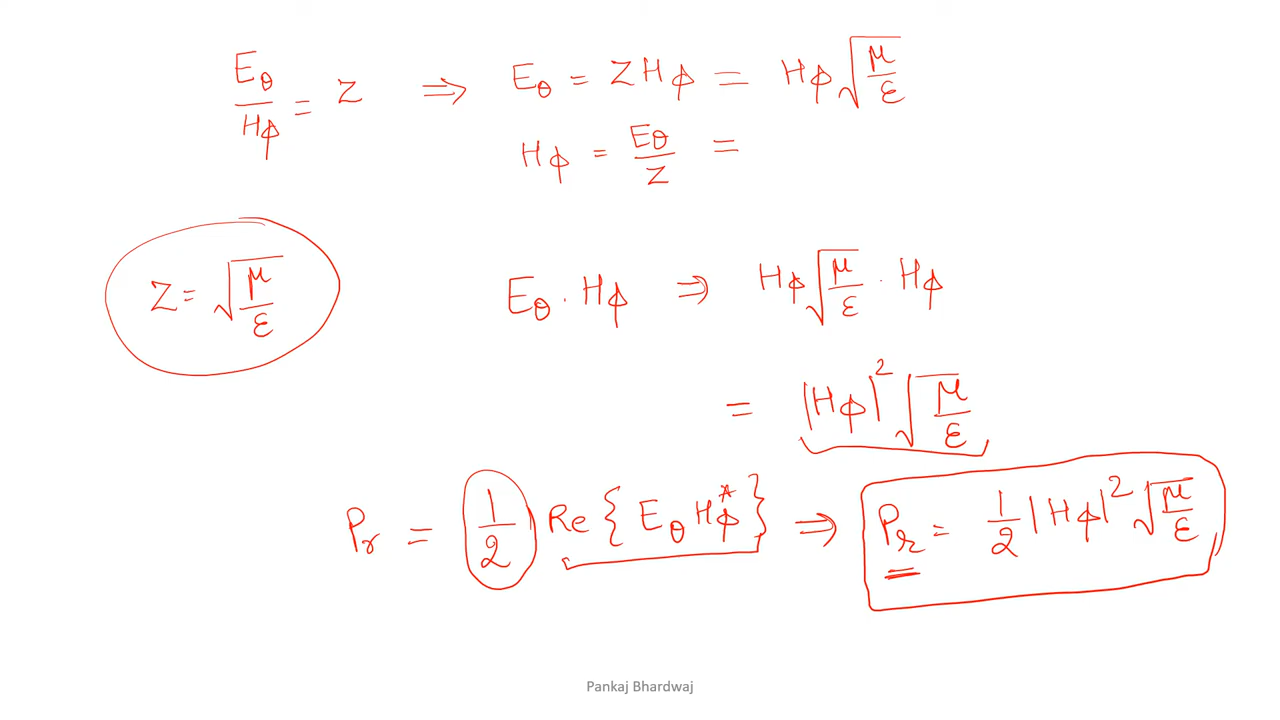 Eθ/Hϕ = Z ⇒ Eθ = Z Hϕ = Hϕ √(μ/ε)
Hϕ = Eθ/Z =
Z = √(μ/ε)
Eθ . Hϕ ⇒ Hϕ √(μ/ε) . Hϕ
= |Hϕ|² √(μ/ε)
Pr = 1/2 Re { Eθ Hϕ* } ⇒ Pr = 1/2 |Hϕ|² √(μ/ε)
Pankaj Bhardwaj